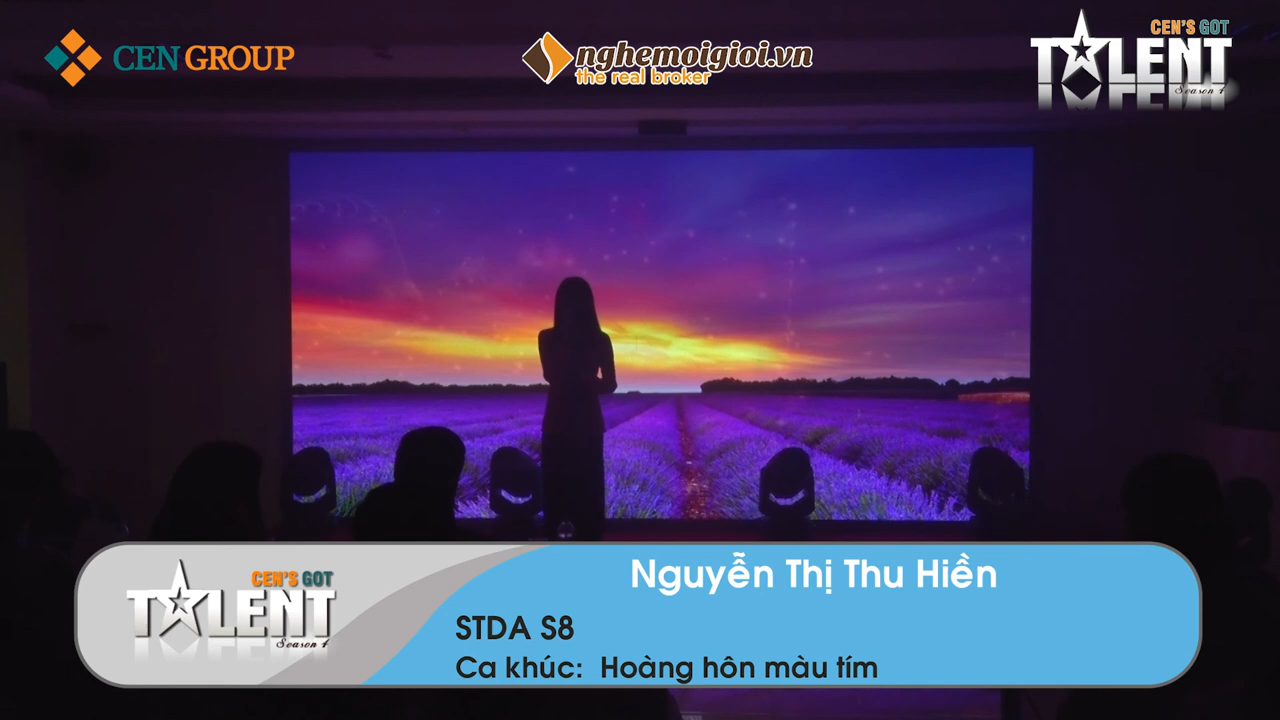 CEN GROUP
nghemoigioi.vn
the real broker
CEN'S GOT
TALENT
Season 4
Nguyễn Thị Thu Hiền
CEN'S GOT
TALENT
Season 4
STDA S8
Ca khúc: Hoàng hôn màu tím